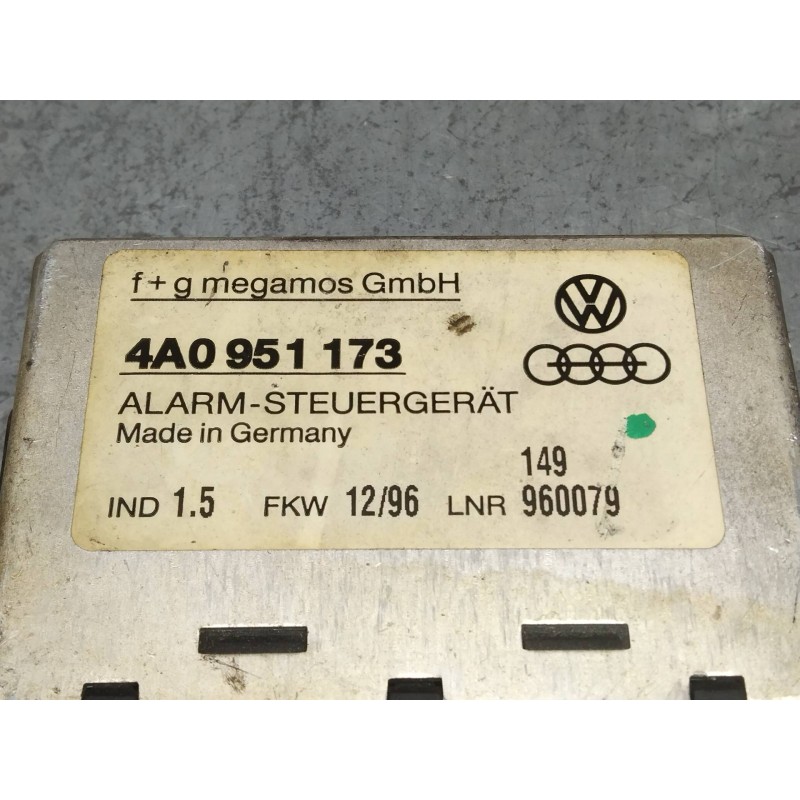 f+g megamos GmbH
4A0 951 173
ALARM-STEUERGERÄT
Made in Germany
149
IND 1.5 FKW 12/96 LNR 960079